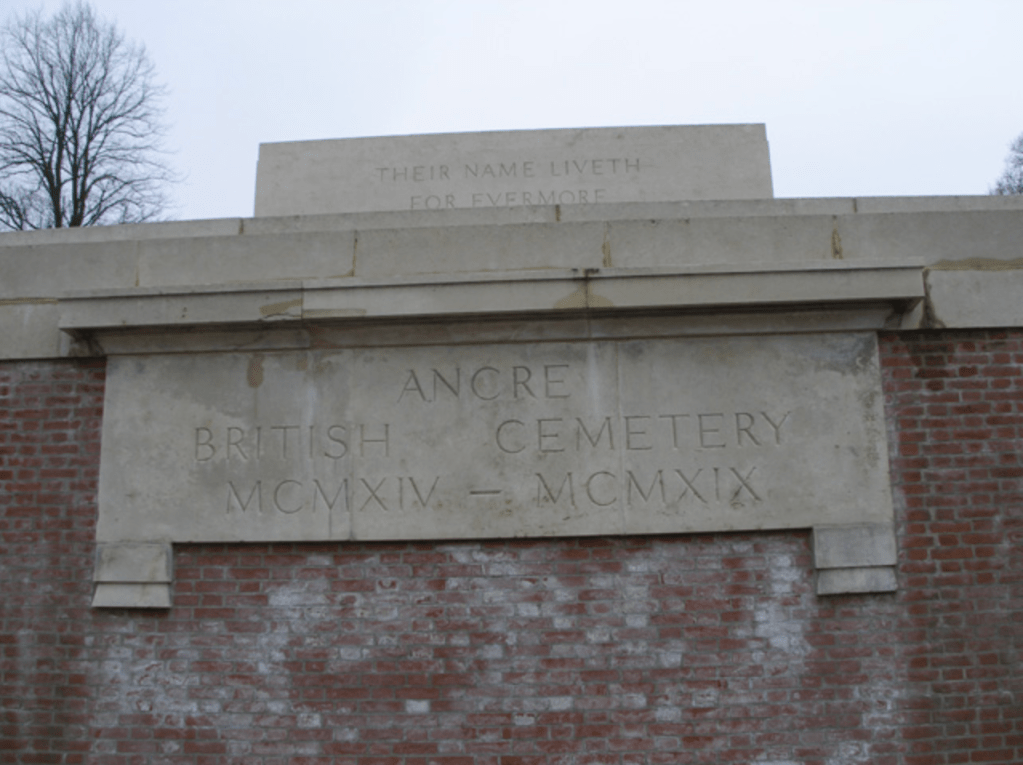 THEIR NAME LIVETH
FOR EVERMORE
ANCRE
BRITISH CEMETERY
MCMXIV – MCMXIX